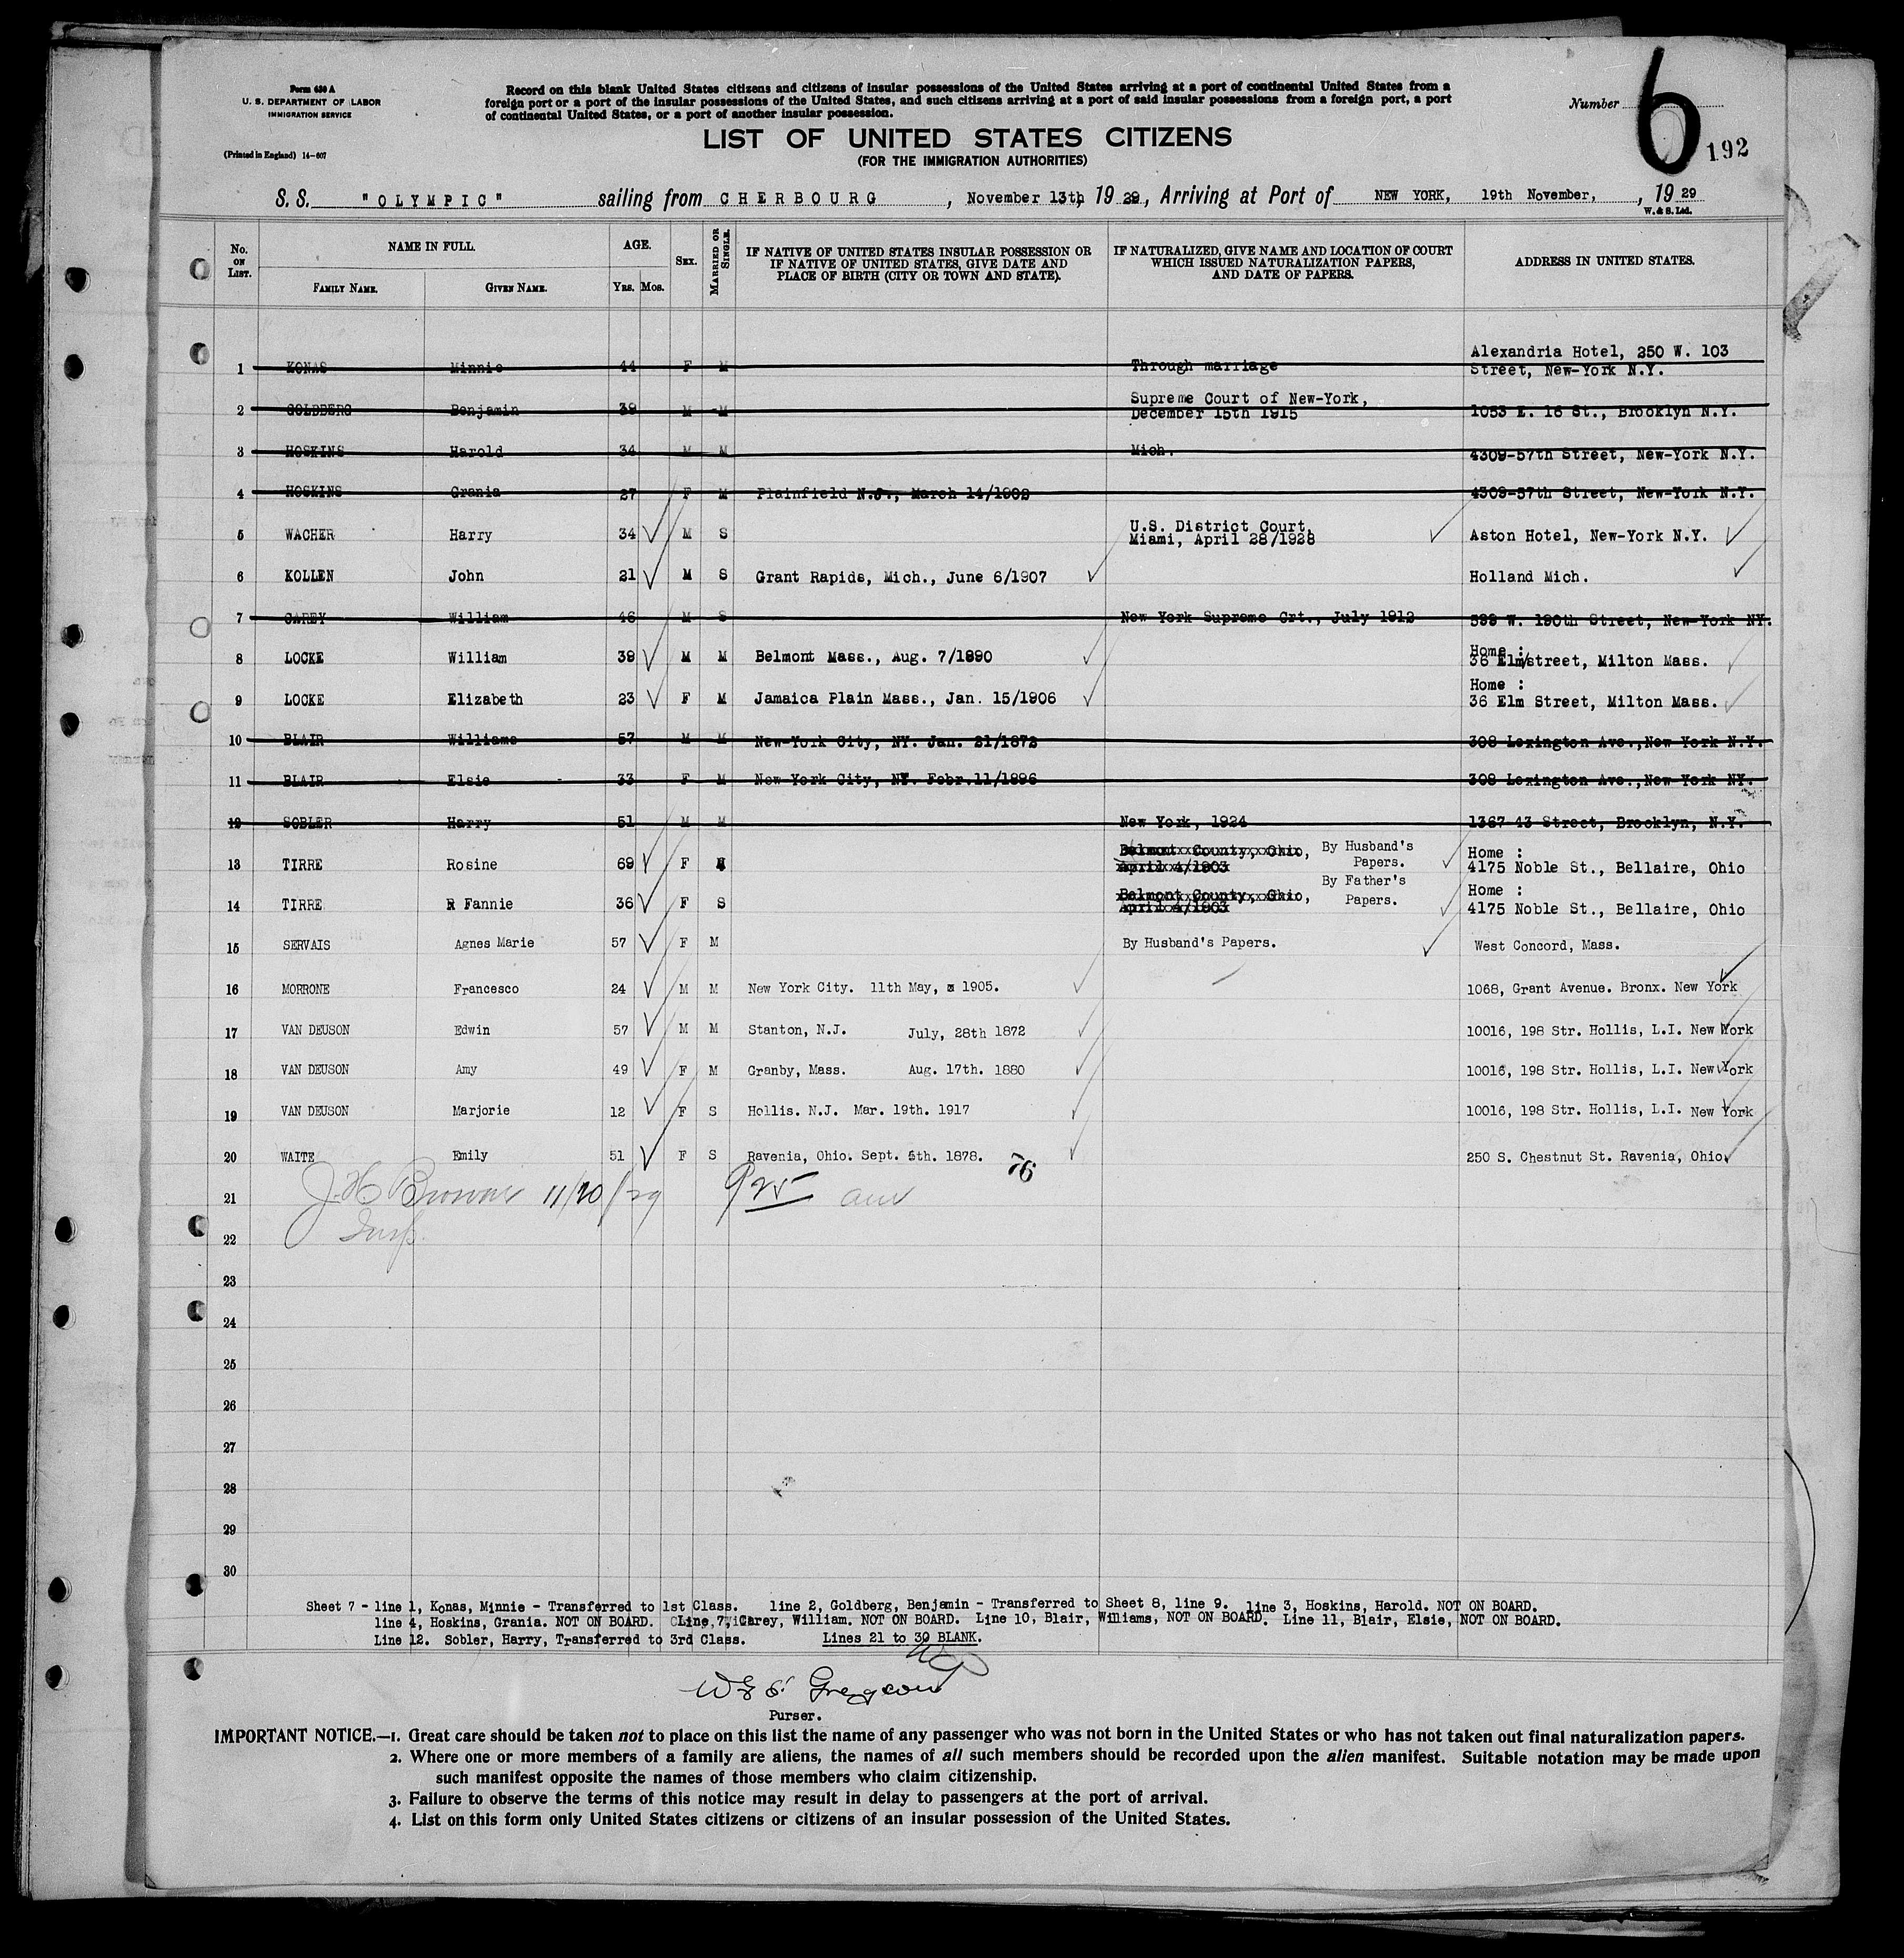 Form 630 A
U. S. DEPARTMENT OF LABOR
IMMIGRATION SERVICE
(Printed in England) 14-607
Record on this blank United States citizens and citizens of insular possessions of the United States arriving at a port of continental United States from a
foreign port or a port of the insular possessions of the United States, and such citizens arriving at a port of said insular possessions from a foreign port, a port
of continental United States, or a port of another insular possession.
Number 6
192
LIST OF UNITED STATES CITIZENS
(FOR THE IMMIGRATION AUTHORITIES)
S.S. "OLYMPIC" sailing from CHERBOURG, November 13th, 1929, Arriving at Port of NEW YORK, 19th November, , 1929
W. & S. Ltd.
No. ON LIST. NAME IN FULL. AGE. SEX. MARRIED OR SINGLE. IF NATIVE OF UNITED STATES INSULAR POSSESSION OR IF NATIVE OF UNITED STATES, GIVE DATE AND PLACE OF BIRTH (CITY OR TOWN AND STATE). IF NATURALIZED, GIVE NAME AND LOCATION OF COURT WHICH ISSUED NATURALIZATION PAPERS, AND DATE OF PAPERS. ADDRESS IN UNITED STATES.
FAMILY NAME. GIVEN NAME. YRS. MOS.
1 KONAS Minnie 44 F M Through marriage Alexandria Hotel, 250 W. 103 Street, New-York N.Y.
2 GOLDBERG Benjamin 39 M M Supreme Court of New-York, December 15th 1915 1053 E. 16 St., Brooklyn N.Y.
3 HOSKINS Harold 34 M M Mich. 4309-57th Street, New-York N.Y.
4 HOSKINS Grania 27 F M Plainfield N.J., March 14/1902 4309-57th Street, New-York N.Y.
5 WACHER Harry 34 M S U.S. District Court, Miami, April 28/1928 Aston Hotel, New-York N.Y.
6 KOLLEN John 21 M S Grant Rapids, Mich., June 6/1907 Holland Mich.
7 CAREY William 46 M S New York Supreme Crt., July 1912 599 W. 190th Street, New-York NY.
8 LOCKE William 39 M M Belmont Mass., Aug. 7/1890 Home : 36 Elm/street, Milton Mass.
9 LOCKE Elizabeth 23 F M Jamaica Plain Mass., Jan. 15/1906 Home : 36 Elm Street, Milton Mass.
10 BLAIR Williams 57 M M New-York City, NY. Jan. 21/1872 308 Lexington Ave.,New York N.Y.
11 BLAIR Elsie 33 F M New York City, NY. Febr.11/1896 308 Lexington Ave.,New-York NY.
12 SOBLER Harry 51 M M New York, 1924 1367-43 Street, Brooklyn, N.Y.
13 TIRRE Rosine 69 F Belmont County, Ohio, April 4/1903 By Husband's Papers. Home : 4175 Noble St., Bellaire, Ohio
14 TIRRE R Fannie 36 F S Belmont County, Ohio, April 4/1903 By Father's Papers. Home : 4175 Noble St., Bellaire, Ohio
15 SERVAIS Agnes Marie 57 F M By Husband's Papers. West Concord, Mass.
16 MORRONE Francesco 24 M M New York City. 11th May, 1905. 1068, Grant Avenue. Bronx. New York
17 VAN DEUSON Edwin 57 M M Stanton, N.J. July, 28th 1872 10016, 198 Str. Hollis, L.I. New York
18 VAN DEUSON Amy 49 F M Granby, Mass. Aug. 17th. 1880 10016, 198 Str. Hollis, L.I. New York
19 VAN DEUSON Marjorie 12 F S Hollis. N.J. Mar. 19th. 1917 10016, 198 Str. Hollis, L.I. New York
20 WAITE Emily 51 F S Ravenia, Ohio. Sept. 5th. 1878. 250 S. Chestnut St. Ravenia, Ohio.
76
21 J.H. Browne 11/20/29 925
22 Insp.
23
24
25
26
27
28
29
30
Sheet 7 - line 1, Konas, Minnie - Transferred to 1st Class. line 2, Goldberg, Benjamin - Transferred to Sheet 8, line 9. line 3, Hoskins, Harold. NOT ON BOARD.
line 4, Hoskins, Grania. NOT ON BOARD. Line 7, Carey, William. NOT ON BOARD. Line 10, Blair, Williams, NOT ON BOARD. Line 11, Blair, Elsie, NOT ON BOARD.
Line 12. Sobler, Harry, Transferred to 3rd Class. Lines 21 to 30 BLANK.
Purser.
IMPORTANT NOTICE.—1. Great care should be taken not to place on this list the name of any passenger who was not born in the United States or who has not taken out final naturalization papers.
2. Where one or more members of a family are aliens, the names of all such members should be recorded upon the alien manifest. Suitable notation may be made upon
such manifest opposite the names of those members who claim citizenship.
3. Failure to observe the terms of this notice may result in delay to passengers at the port of arrival.
4. List on this form only United States citizens or citizens of an insular possession of the United States.